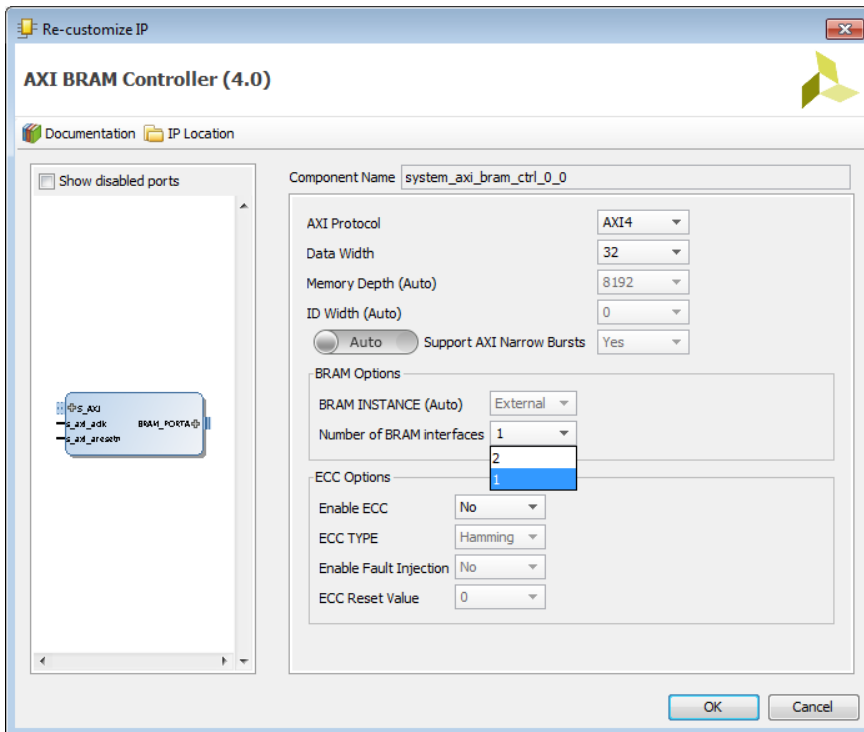 Re-customize IP
AXI BRAM Controller (4.0)
Documentation IP Location
Show disabled ports
S_AXI
s_axi_aclk
s_axi_aresetn
BRAM_PORTA
Component Name system_axi_bram_ctrl_0_0
AXI Protocol AXI4
Data Width 32
Memory Depth (Auto) 8192
ID Width (Auto) 0
Auto Support AXI Narrow Bursts Yes
BRAM Options
BRAM INSTANCE (Auto) External
Number of BRAM interfaces 1
2
1
ECC Options
Enable ECC No
ECC TYPE Hamming
Enable Fault Injection No
ECC Reset Value 0
OK Cancel